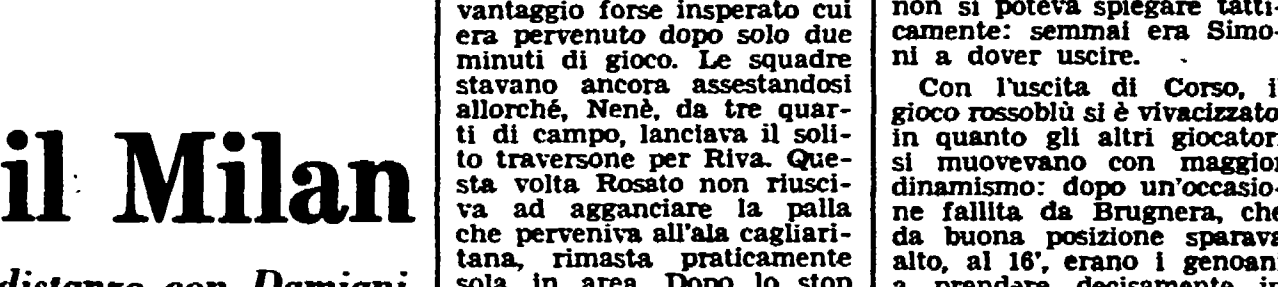 il Milan
distanze con Damiani
vantaggio forse insperato cui
era pervenuto dopo solo due
minuti di gioco. Le squadre
stavano ancora assestandosi
allorché, Nenè, da tre quar-
ti di campo, lanciava il soli-
to traversone per Riva. Que-
sta volta Rosato non riusci-
va ad agganciare la palla
che perveniva all'ala cagliari-
tana, rimasta praticamente
sola in area. Dopo lo stop
non si poteva spiegare tatti-
camente: semmai era Simo-
ni a dover uscire.
Con l'uscita di Corso, i
gioco rossoblù si è vivacizzato
in quanto gli altri giocator
si muovevano con maggior
dinamismo: dopo un'occasio-
ne fallita da Brugnera, che
da buona posizione sparava
alto, al 16', erano i genoani
a prendere decisamente in